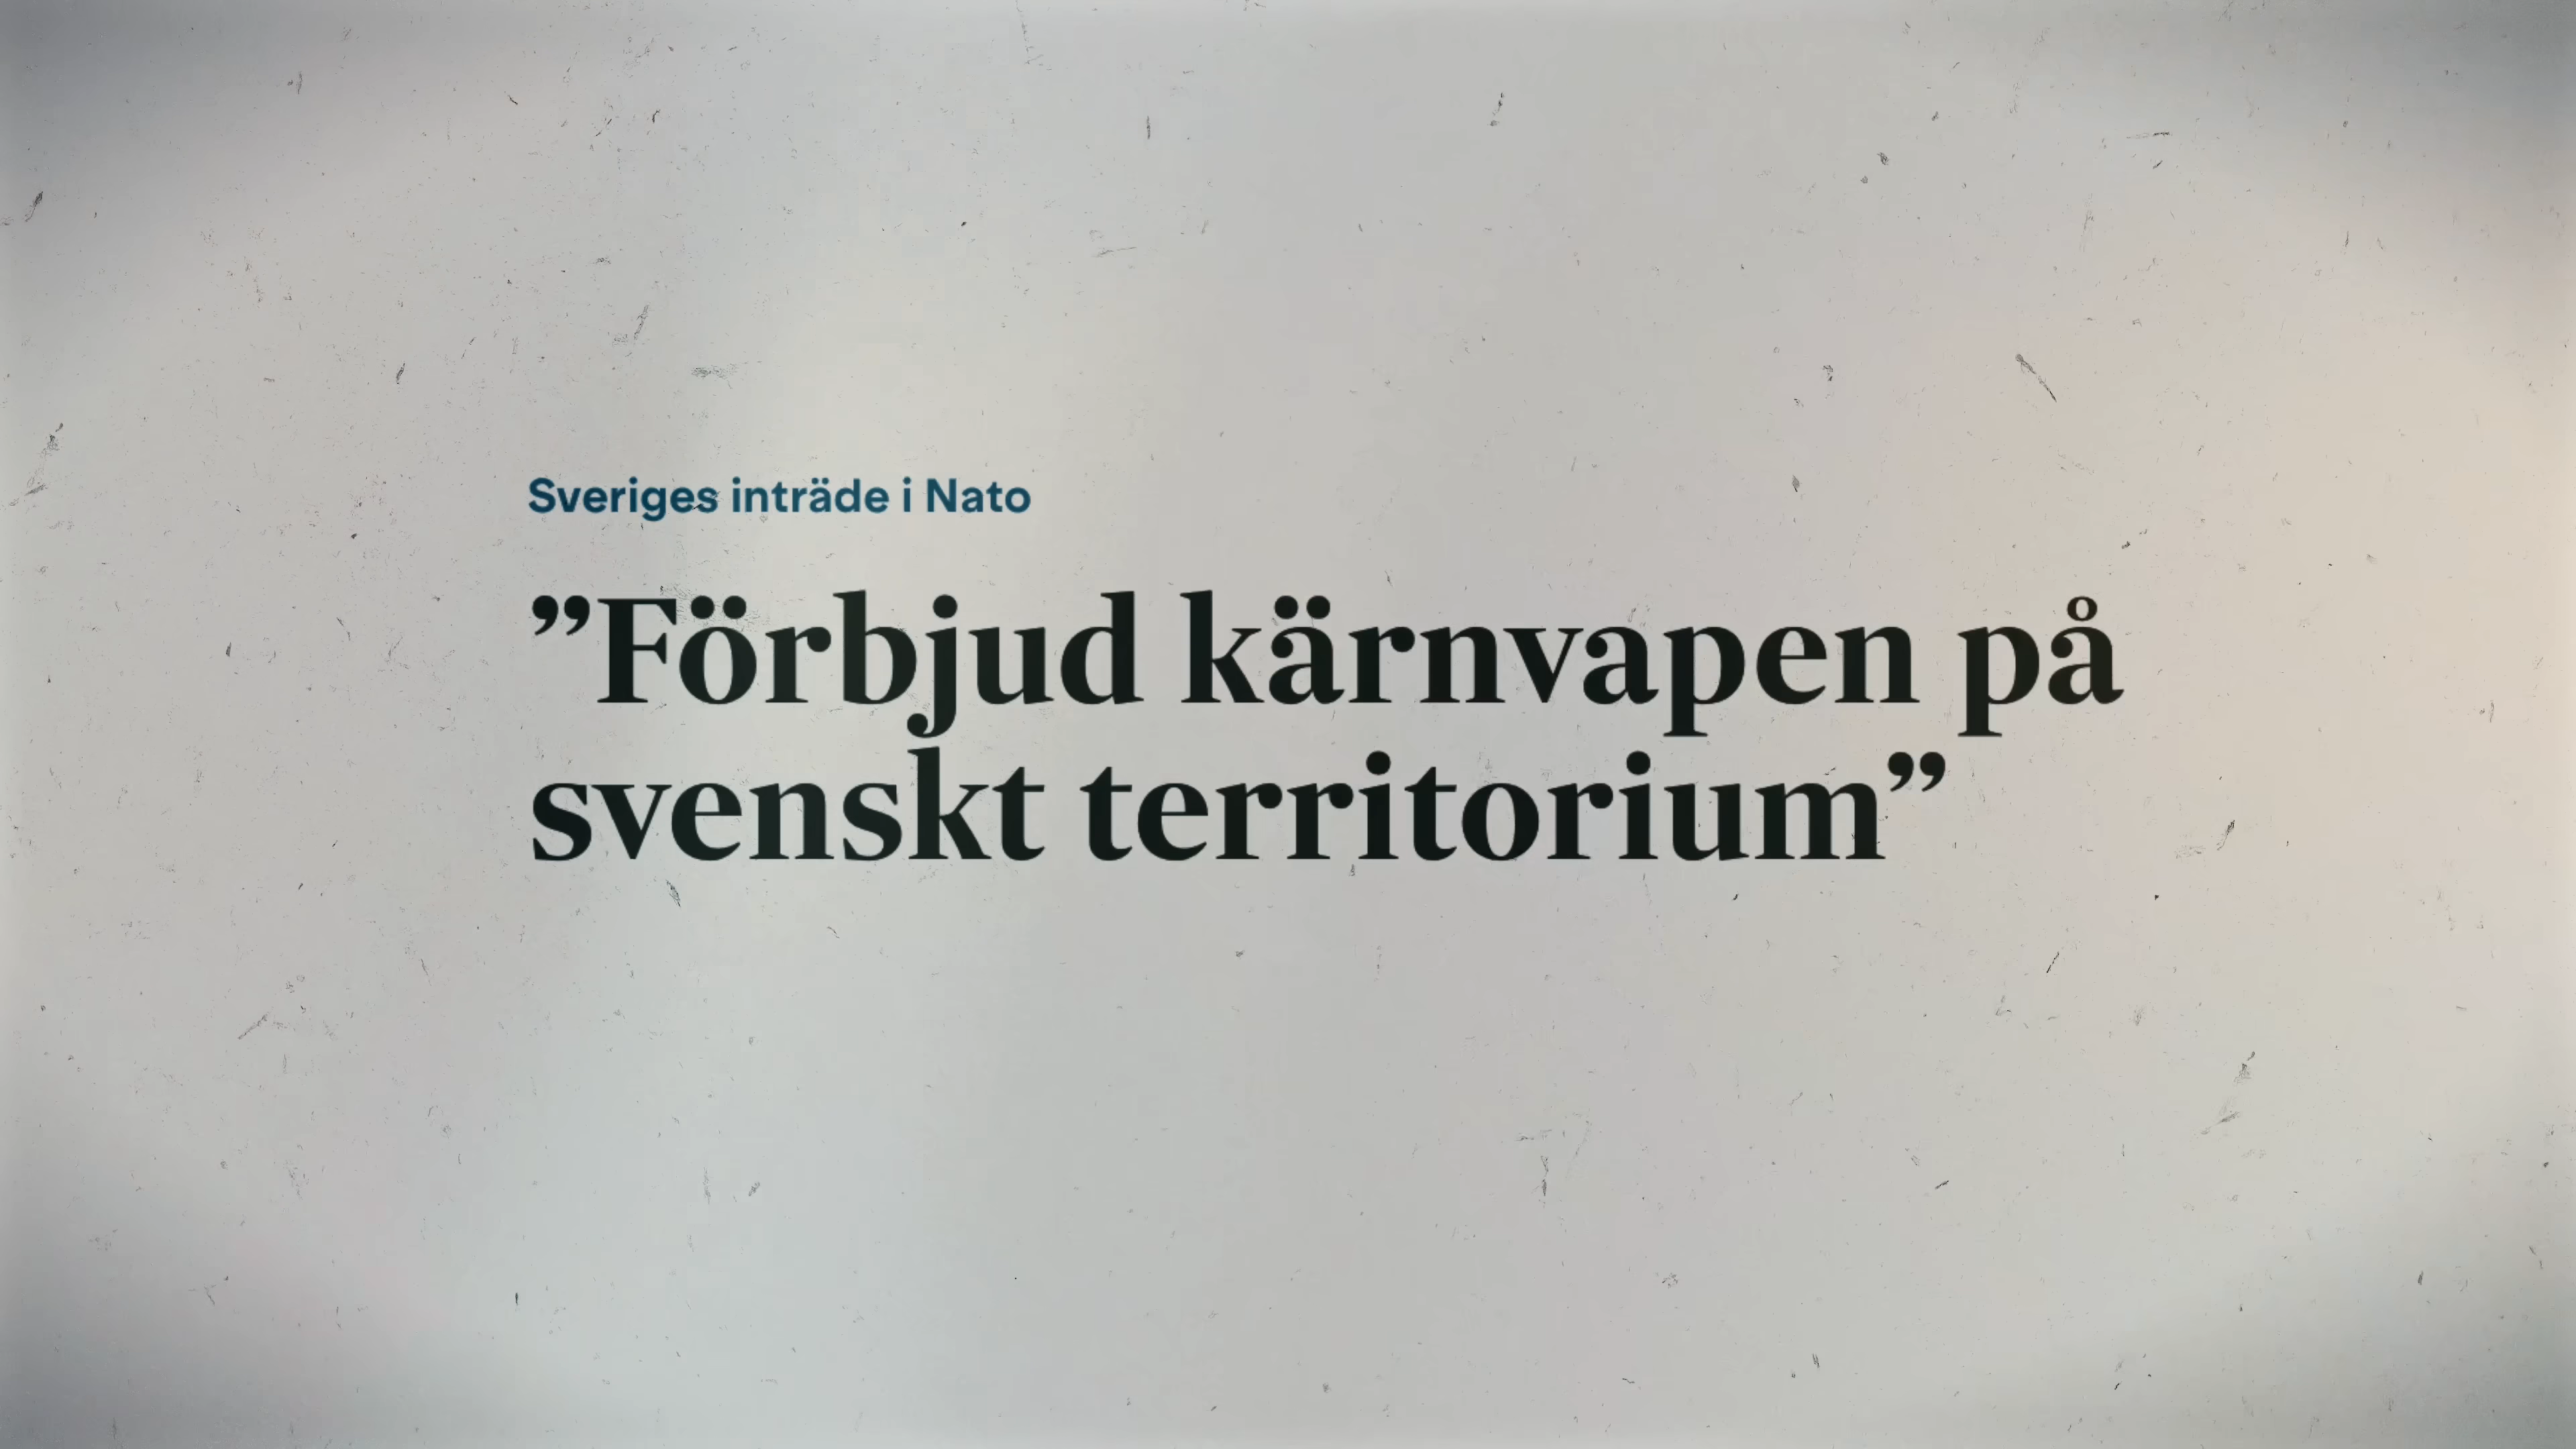 Sveriges inträde i Nato
”Förbjud kärnvapen på
svenskt territorium”